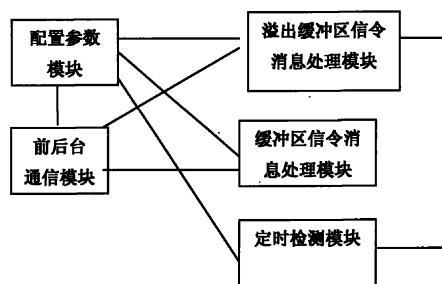 配置参数
模块
溢出缓冲区信令
消息处理模块
前后台
通信模块
缓冲区信令消
息处理模块
定时检测模块